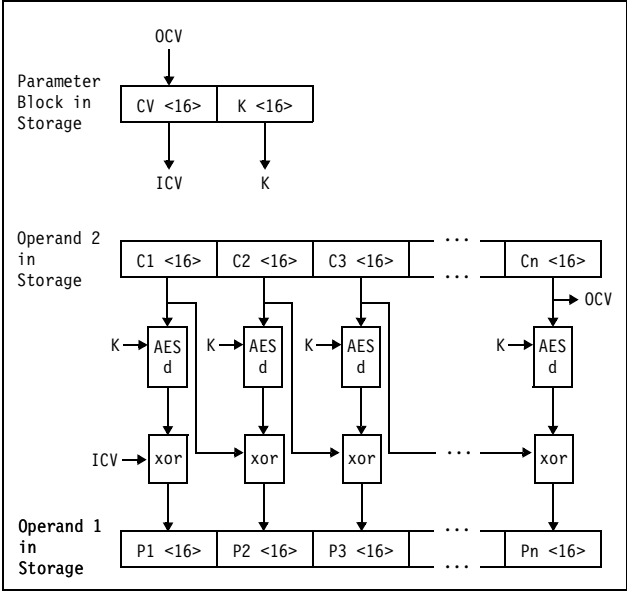 OCV
Parameter
Block in
Storage
CV <16> K <16>
ICV K
Operand 2
in
Storage
···
C1 <16> C2 <16> C3 <16> Cn <16>
···
OCV
K AES d K AES d K AES d K AES d
ICV xor xor xor ··· xor
Operand 1
in
Storage
···
P1 <16> P2 <16> P3 <16> Pn <16>
···